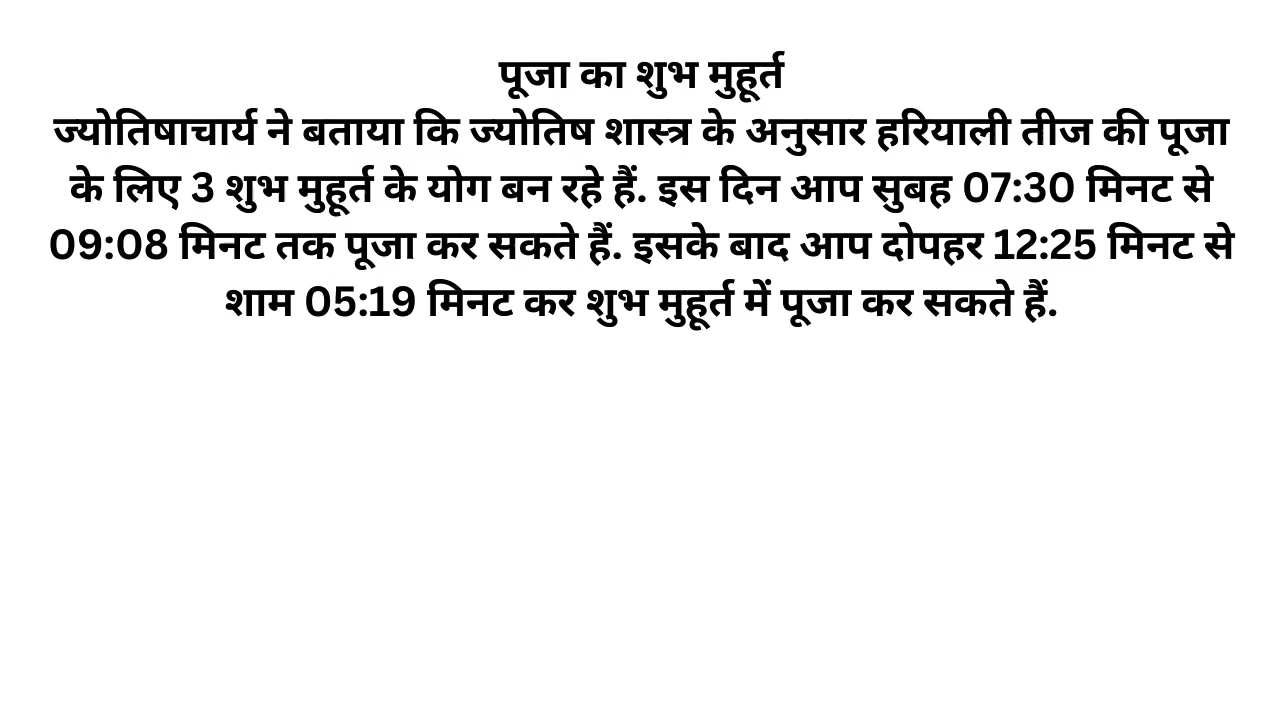 पूजा का शुभ मुहूर्त
ज्योतिषाचार्य ने बताया कि ज्योतिष शास्त्र के अनुसार हरियाली तीज की पूजा
के लिए 3 शुभ मुहूर्त के योग बन रहे हैं. इस दिन आप सुबह 07:30 मिनट से
09:08 मिनट तक पूजा कर सकते हैं. इसके बाद आप दोपहर 12:25 मिनट से
शाम 05:19 मिनट कर शुभ मुहूर्त में पूजा कर सकते हैं.